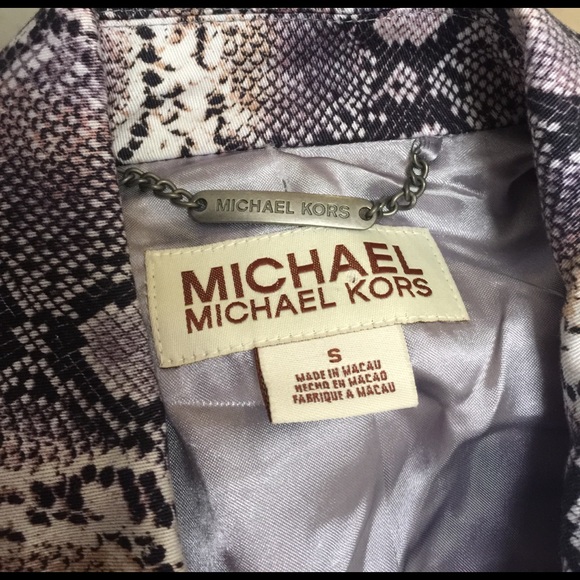 MICHAEL KORS
MICHAEL
MICHAEL KORS
S
MADE IN MACAU
HECHO EN MACAO
FABRIQUE A MACAU